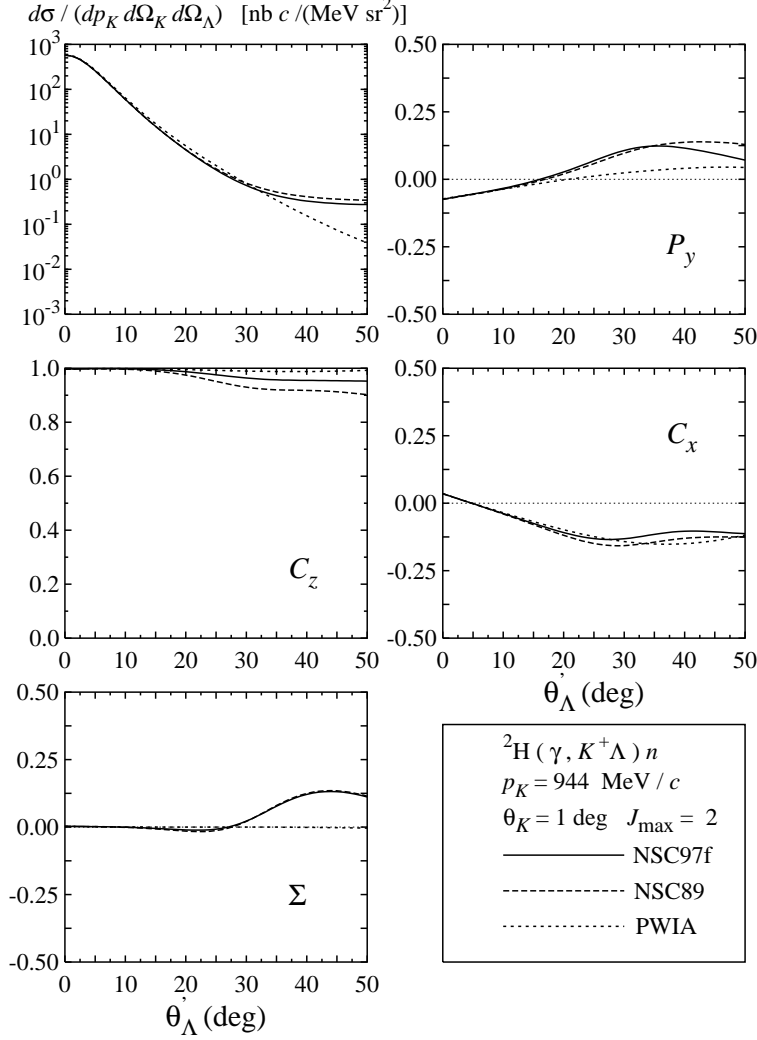 dσ / (dp_K dΩ_K dΩ_Λ) [nb c /(MeV sr²)]
10³
10²
10¹
10⁰
10⁻¹
10⁻²
10⁻³
0 10 20 30 40 50
0.50
0.25
0.00
-0.25
-0.50
P_y
0 10 20 30 40 50
1.0
0.8
0.6
0.4
0.2
0.0
C_z
0 10 20 30 40 50
0.50
0.25
0.00
-0.25
-0.50
C_x
0 10 20 30 40 50
θ'_Λ (deg)
0.50
0.25
0.00
-0.25
-0.50
Σ
0 10 20 30 40 50
θ'_Λ (deg)
²H ( γ , K⁺Λ ) n
p_K = 944 MeV / c
θ_K = 1 deg J_max = 2
NSC97f
NSC89
PWIA